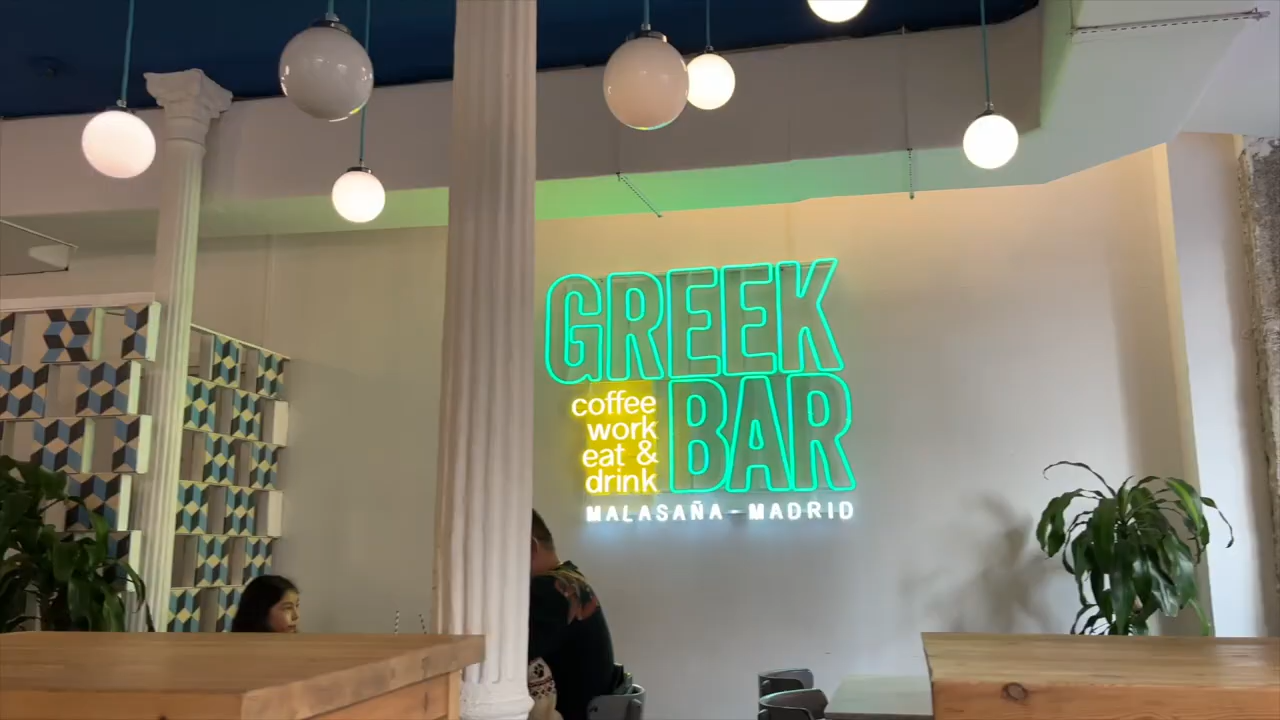 GREEK
BAR
coffee
work
eat &
drink
MALASAÑA - MADRID